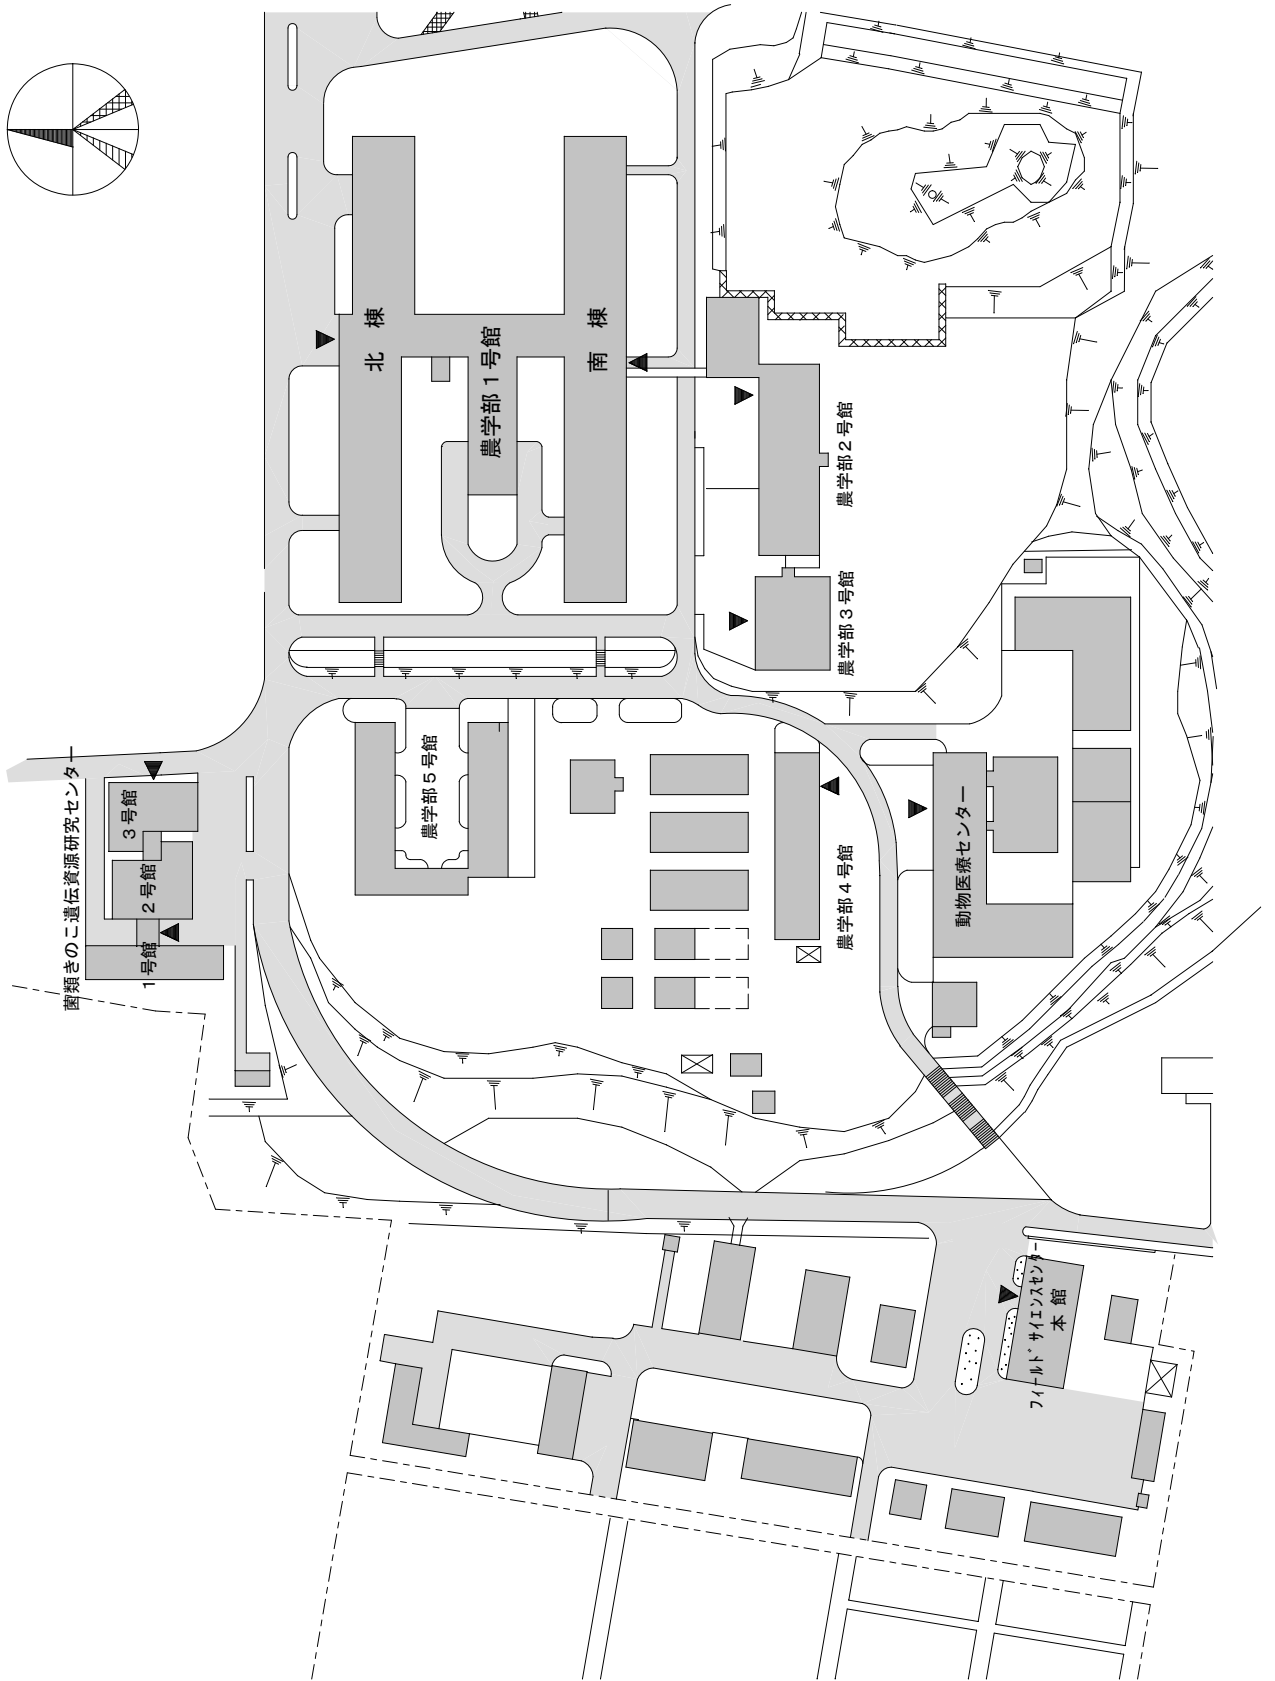 北棟
農学部1号館
南棟
農学部2号館
農学部3号館
菌類きのこ遺伝資源研究センター
3号館
2号館
1号館
農学部5号館
農学部4号館
動物医療センター
フィールドサイエンスセンター
本館